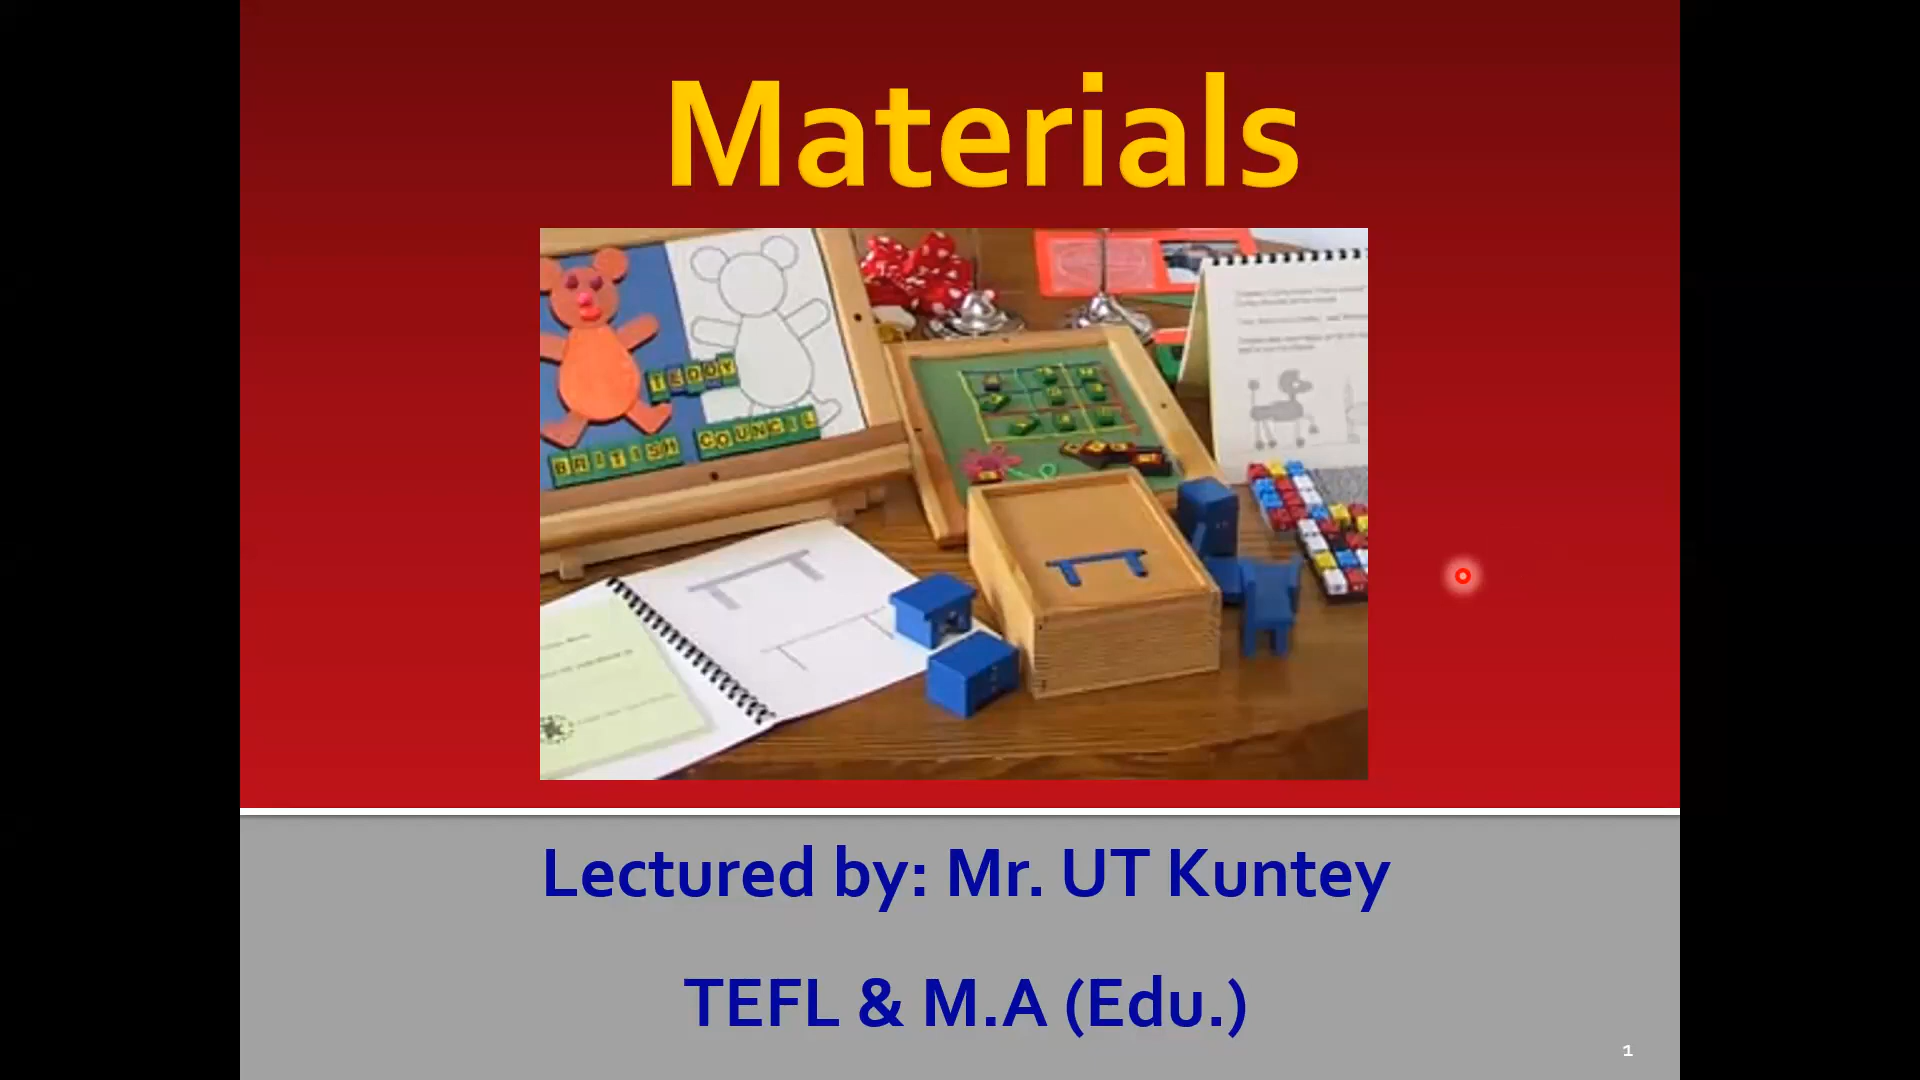 Materials
TEDDY
BRITISH COUNCIL
Lectured by: Mr. UT Kuntey
TEFL & M.A (Edu.)
1